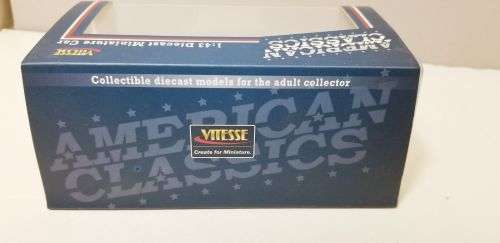 VITESSE
1:43 Diecast Miniature Car
AMERICAN
CLASSICS
Collectible diecast models for the adult collector
AMERICAN
CLASSICS
VITESSE
Create for Miniature.